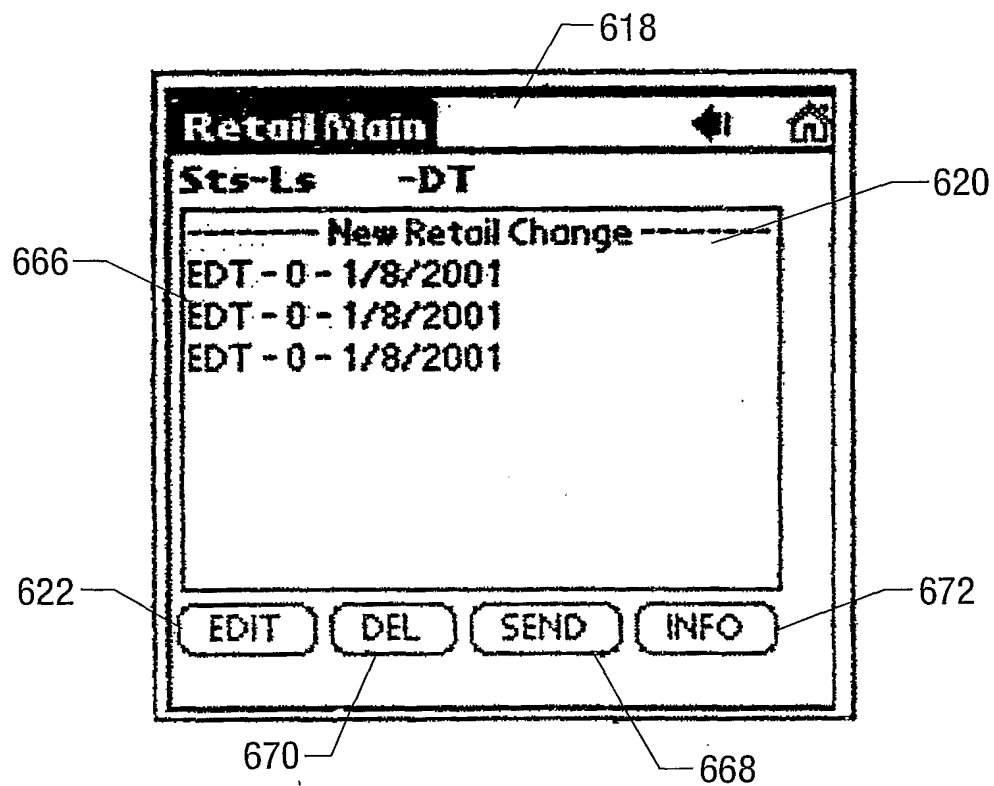 618
Retail Main
Sts-Ls -DT
620
-------- New Retail Change --------
666
EDT - 0 - 1/8/2001
EDT - 0 - 1/8/2001
EDT - 0 - 1/8/2001
622
672
EDIT DEL SEND INFO
670
668